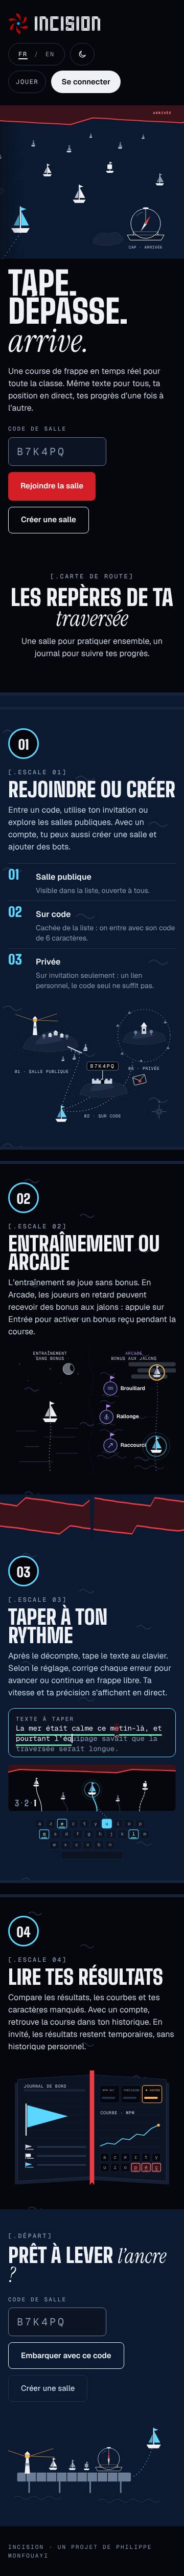 INCISION
FR / EN
JOUER
Se connecter
ARRIVÉE
CAP · ARRIVÉE
TAPE.
DÉPASSE.
arrive.
Une course de frappe en temps réel pour
toute la classe. Même texte pour tous, ta
position en direct, tes progrès d'une fois à
l'autre.
CODE DE SALLE
B7K4PQ
Rejoindre la salle
Créer une salle
[.CARTE DE ROUTE]
LES REPÈRES DE TA
traversée
Une salle pour pratiquer ensemble, un
journal pour suivre tes progrès.
01
[.ESCALE 01]
REJOINDRE OU CRÉER
Entre un code, utilise ton invitation ou
explore les salles publiques. Avec un
compte, tu peux aussi créer une salle et
ajouter des bots.
01 Salle publique
Visible dans la liste, ouverte à tous.
02 Sur code
Cachée de la liste : on entre avec son code
de 6 caractères.
03 Privée
Sur invitation seulement : un lien
personnel, le code seul ne suffit pas.
B7K4PQ
01 · SALLE PUBLIQUE
03 · PRIVÉE
02 · SUR CODE
02
[.ESCALE 02]
ENTRAÎNEMENT OU
ARCADE
L'entraînement se joue sans bonus. En
Arcade, les joueurs en retard peuvent
recevoir des bonus aux jalons : appuie sur
Entrée pour activer un bonus reçu pendant la
course.
ENTRAÎNEMENT
SANS BONUS
ARCADE
BONUS AUX JALONS
Brouillard
Rallonge
Raccourci
03
[.ESCALE 03]
TAPER À TON
RYTHME
Après le décompte, tape le texte au clavier.
Selon le réglage, corrige chaque erreur pour
avancer ou continue en frappe libre. Ta
vitesse et ta précision s'affichent en direct.
TEXTE À TAPER
La mer était calme ce matin-là, et
pourtant l'équipage savait que la
traversée serait longue.
3·2·1
04
[.ESCALE 04]
LIRE TES RÉSULTATS
Compare les résultats, les courbes et tes
caractères manqués. Avec un compte,
retrouve la course dans ton historique. En
invité, les résultats restent temporaires, sans
historique personnel.
JOURNAL DE BORD
COURBE · MPM
[.DÉPART]
PRÊT À LEVER l'ancre
?
CODE DE SALLE
B7K4PQ
Embarquer avec ce code
Créer une salle
INCISION · UN PROJET DE PHILIPPE
MONFOUAYI